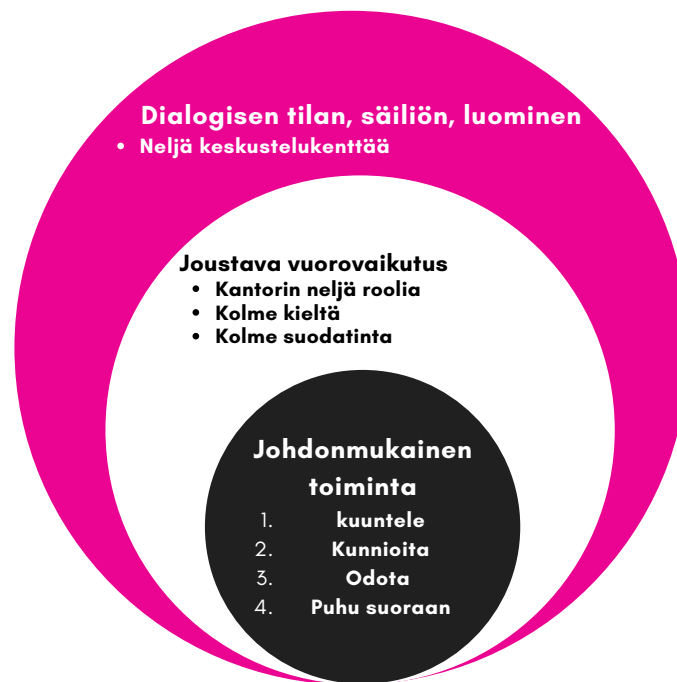 Dialogisen tilan, säiliön, luominen
• Neljä keskustelukenttää
Joustava vuorovaikutus
• Kantorin neljä roolia
• Kolme kieltä
• Kolme suodatinta
Johdonmukainen
toiminta
1. kuuntele
2. Kunnioita
3. Odota
4. Puhu suoraan